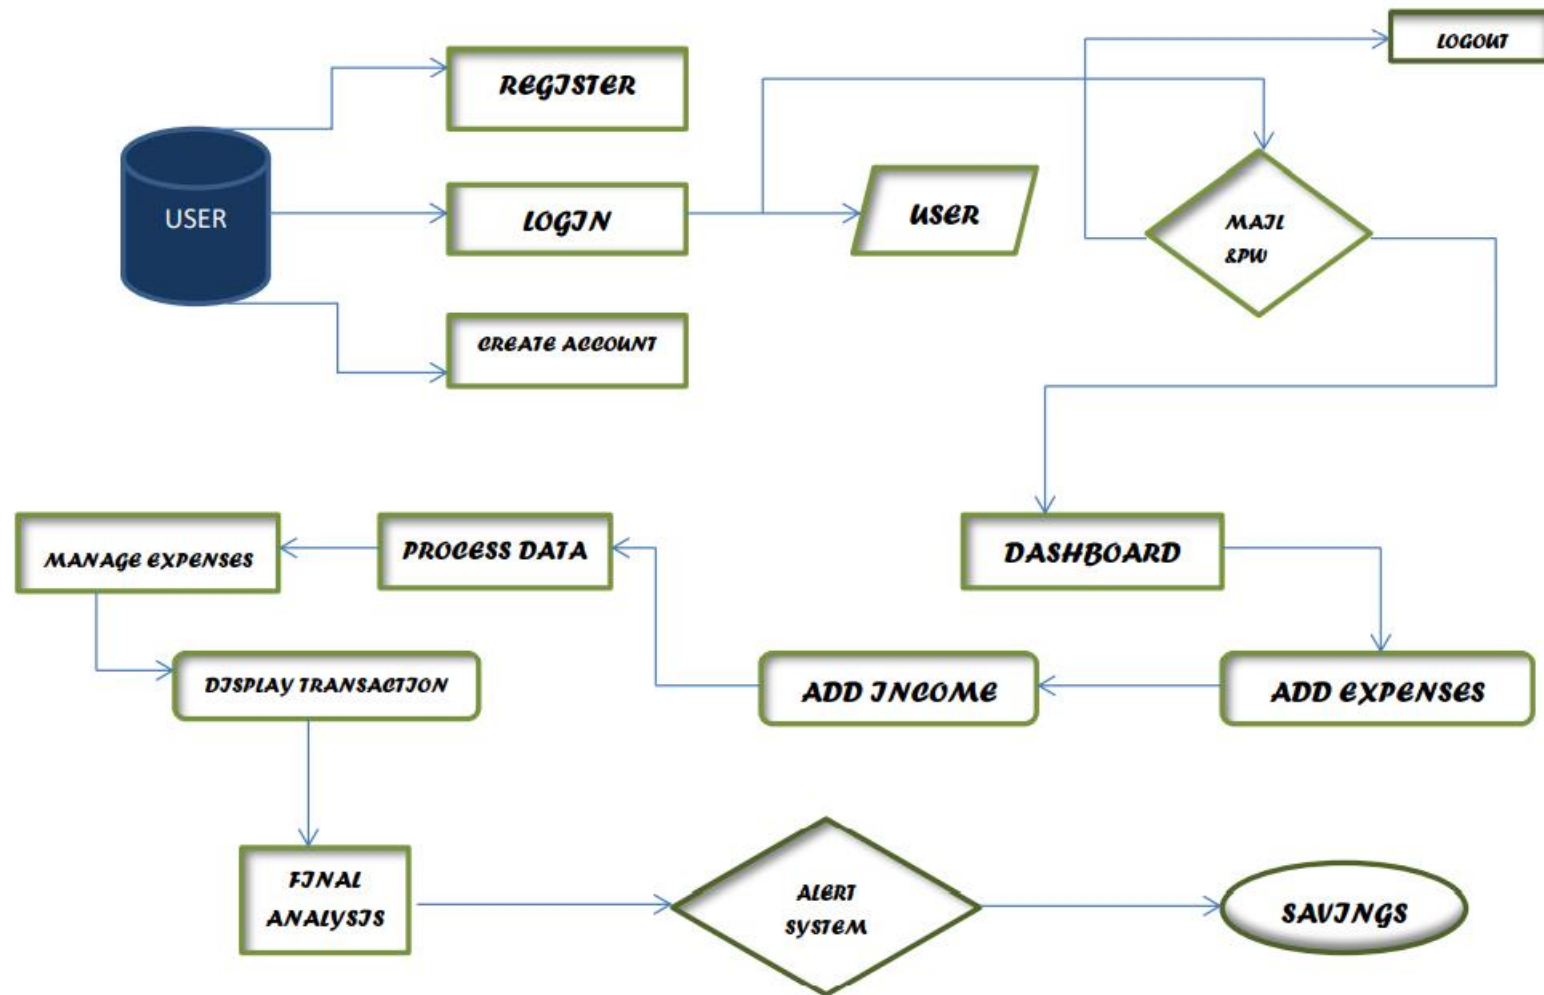 LOGOUT
REGISTER
USER
LOGIN
USER
MAIL
&PW
CREATE ACCOUNT
MANAGE EXPENSES
PROCESS DATA
DASHBOARD
DISPLAY TRANSACTION
ADD INCOME
ADD EXPENSES
FINAL
ANALYSIS
ALERT
SYSTEM
SAVINGS